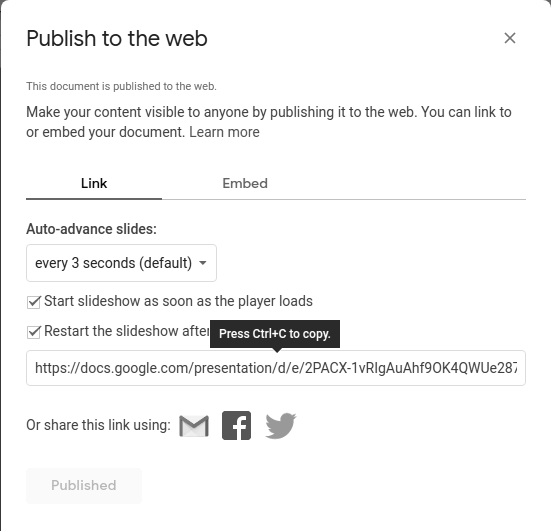 Publish to the web
This document is published to the web.
Make your content visible to anyone by publishing it to the web. You can link to
or embed your document. Learn more
Link
Embed
Auto-advance slides:
every 3 seconds (default)
Start slideshow as soon as the player loads
Restart the slideshow after
Press Ctrl+C to copy.
https://docs.google.com/presentation/d/e/2PACX-1vRIgAuAhf9OK4QWUe287
Or share this link using:
Published